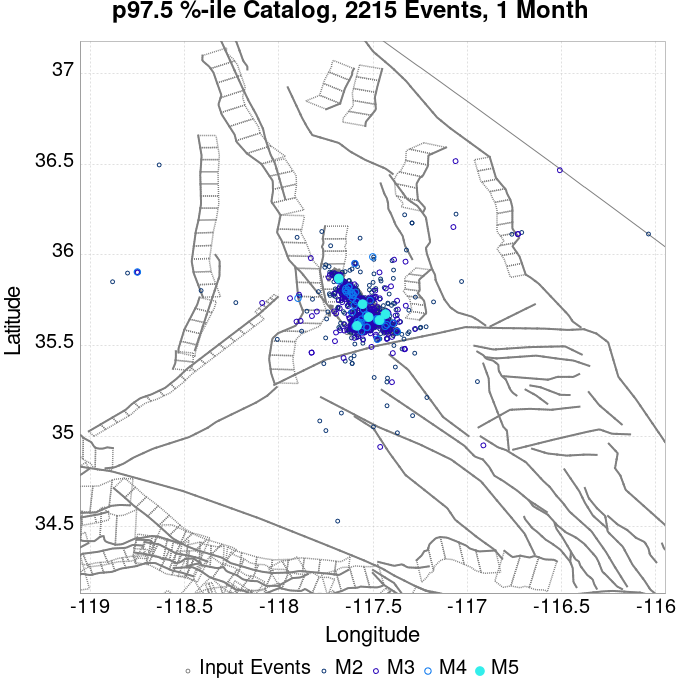 p97.5 %-ile Catalog, 2215 Events, 1 Month
37
36.5
36
35.5
35
34.5
Latitude
-119 -118.5 -118 -117.5 -117 -116.5 -116
Longitude
Input Events M2 M3 M4 M5